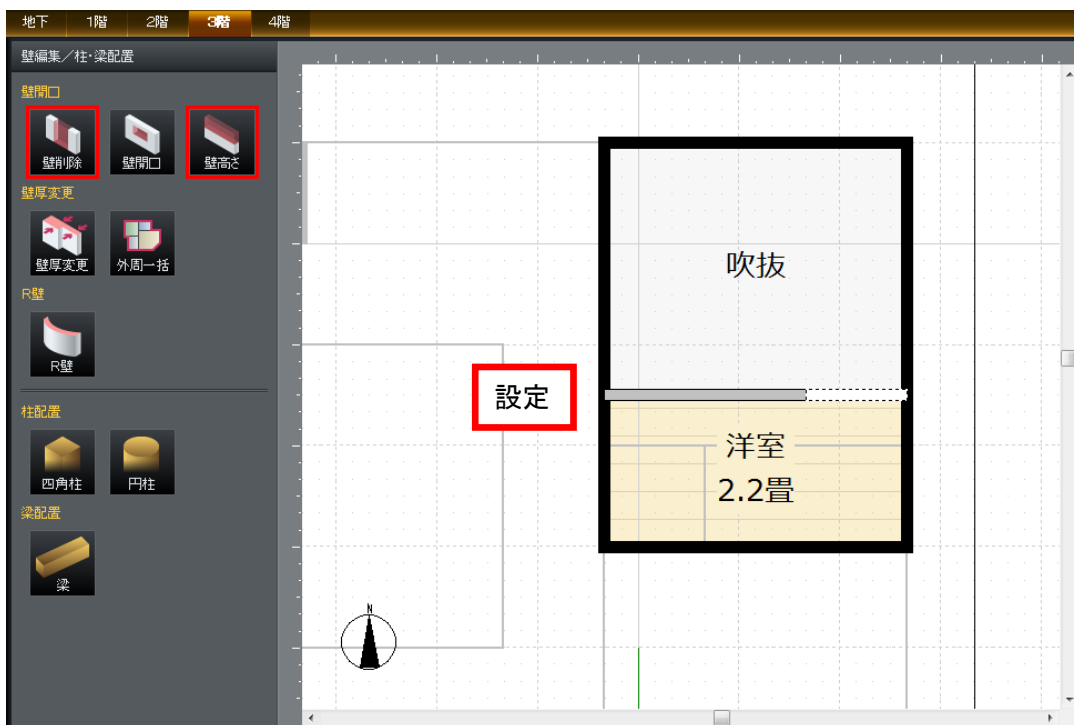 地下 1階 2階 3階 4階
壁編集／柱･梁配置
壁開口
壁削除 壁開口 壁高さ
壁厚変更
壁厚変更 外周一括
R壁
R壁
柱配置
四角柱 円柱
梁配置
梁
吹抜
設定
洋室
2.2畳
N